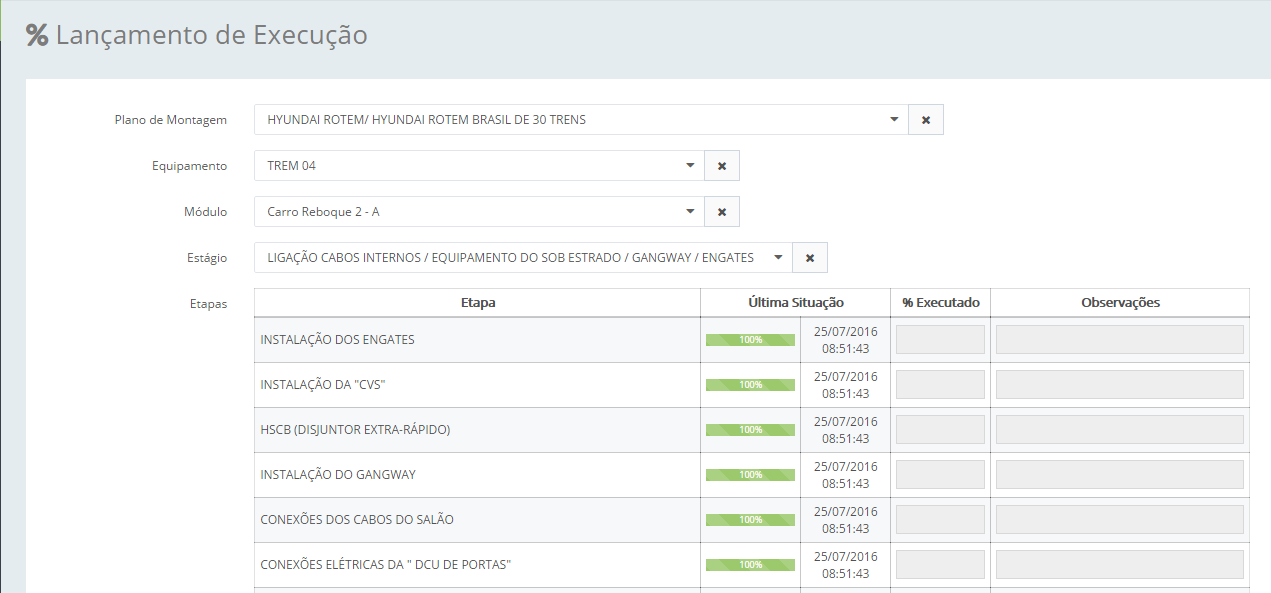 % Lançamento de Execução
Plano de Montagem HYUNDAI ROTEM/ HYUNDAI ROTEM BRASIL DE 30 TRENS
Equipamento TREM 04
Módulo Carro Reboque 2 - A
Estágio LIGAÇÃO CABOS INTERNOS / EQUIPAMENTO DO SOB ESTRADO / GANGWAY / ENGATES
Etapas
Etapa Última Situação % Executado Observações
INSTALAÇÃO DOS ENGATES 100% 25/07/2016
08:51:43
INSTALAÇÃO DA "CVS" 100% 25/07/2016
08:51:43
HSCB (DISJUNTOR EXTRA-RÁPIDO) 100% 25/07/2016
08:51:43
INSTALAÇÃO DO GANGWAY 100% 25/07/2016
08:51:43
CONEXÕES DOS CABOS DO SALÃO 100% 25/07/2016
08:51:43
CONEXÕES ELÉTRICAS DA " DCU DE PORTAS" 100% 25/07/2016
08:51:43